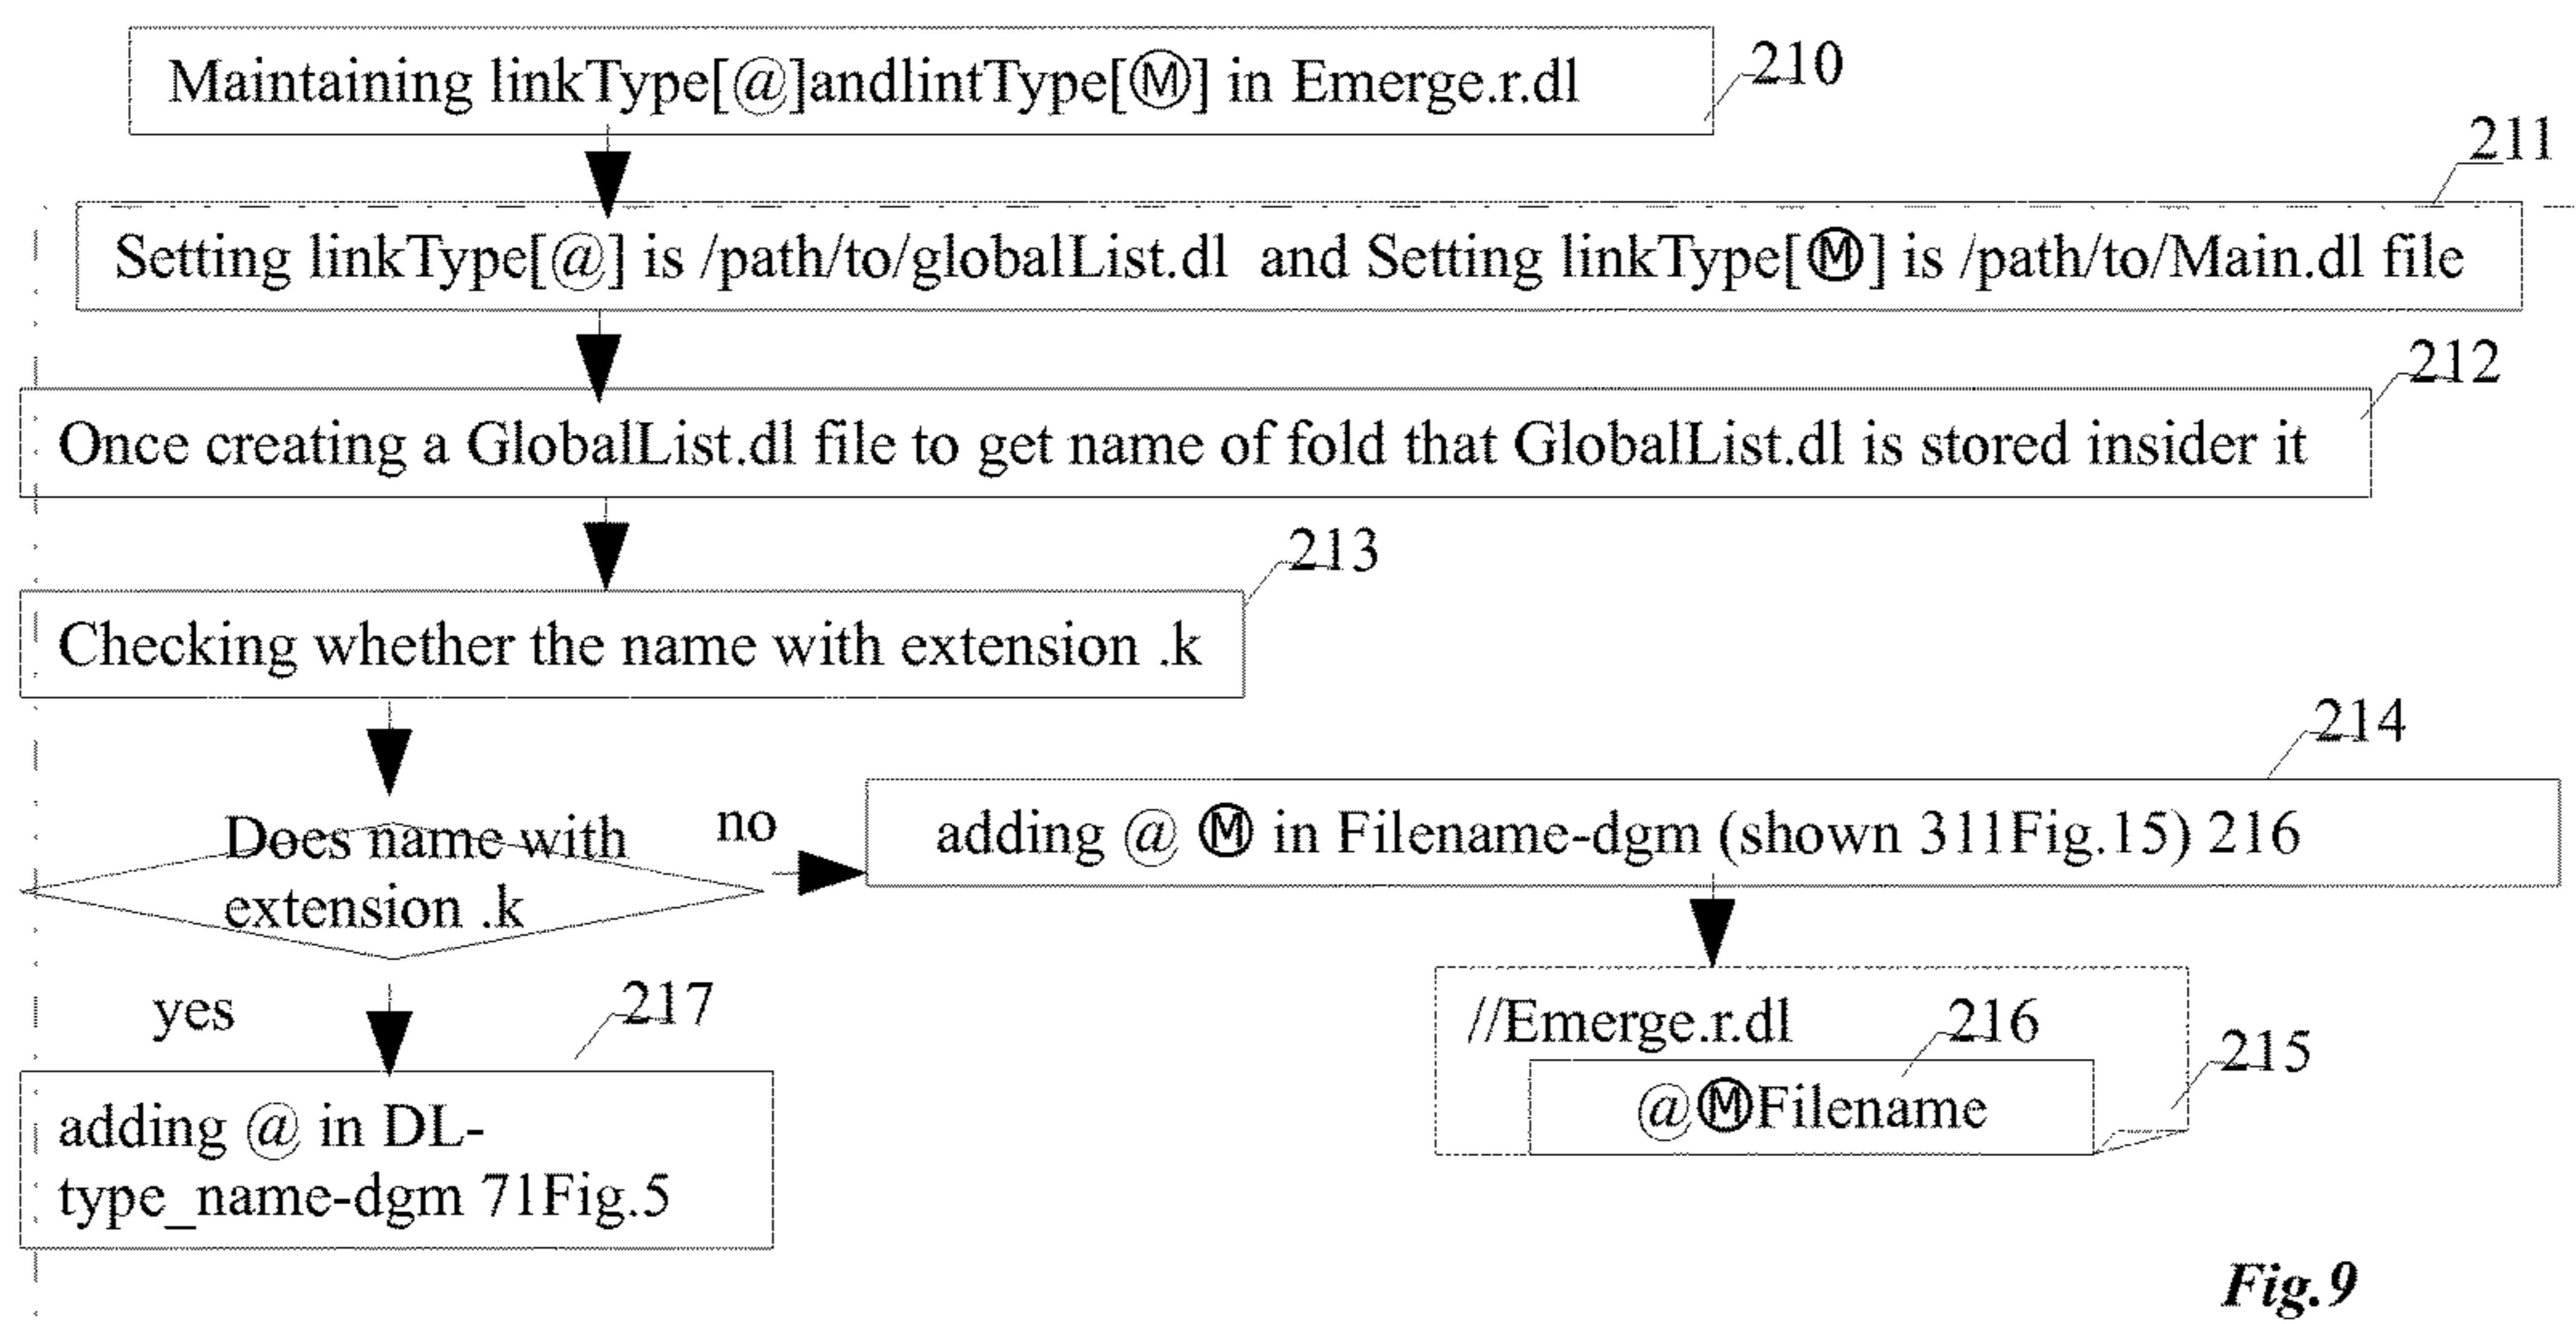 Maintaining linkType[@]andlintType[Ⓜ] in Emerge.r.dl
210
211
Setting linkType[@] is /path/to/globalList.dl and Setting linkType[Ⓜ] is /path/to/Main.dl file
212
Once creating a GlobalList.dl file to get name of fold that GlobalList.dl is stored insider it
213
Checking whether the name with extension .k
214
no
adding @ Ⓜ in Filename-dgm (shown 311Fig.15) 216
Does name with
extension .k
yes
217
//Emerge.r.dl
216
215
@ⓂFilename
adding @ in DL-
type_name-dgm 71Fig.5
Fig.9